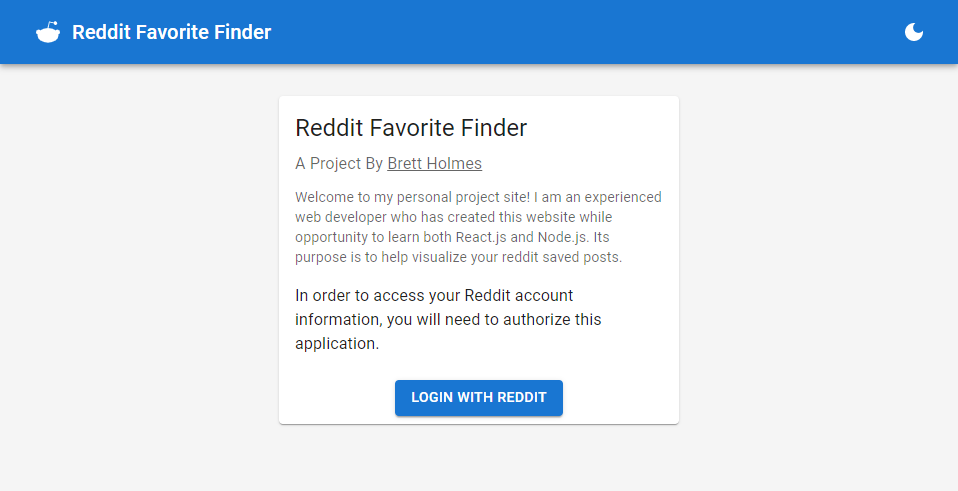 Reddit Favorite Finder
Reddit Favorite Finder
A Project By Brett Holmes
Welcome to my personal project site! I am an experienced
web developer who has created this website while
opportunity to learn both React.js and Node.js. Its
purpose is to help visualize your reddit saved posts.
In order to access your Reddit account
information, you will need to authorize this
application.
LOGIN WITH REDDIT